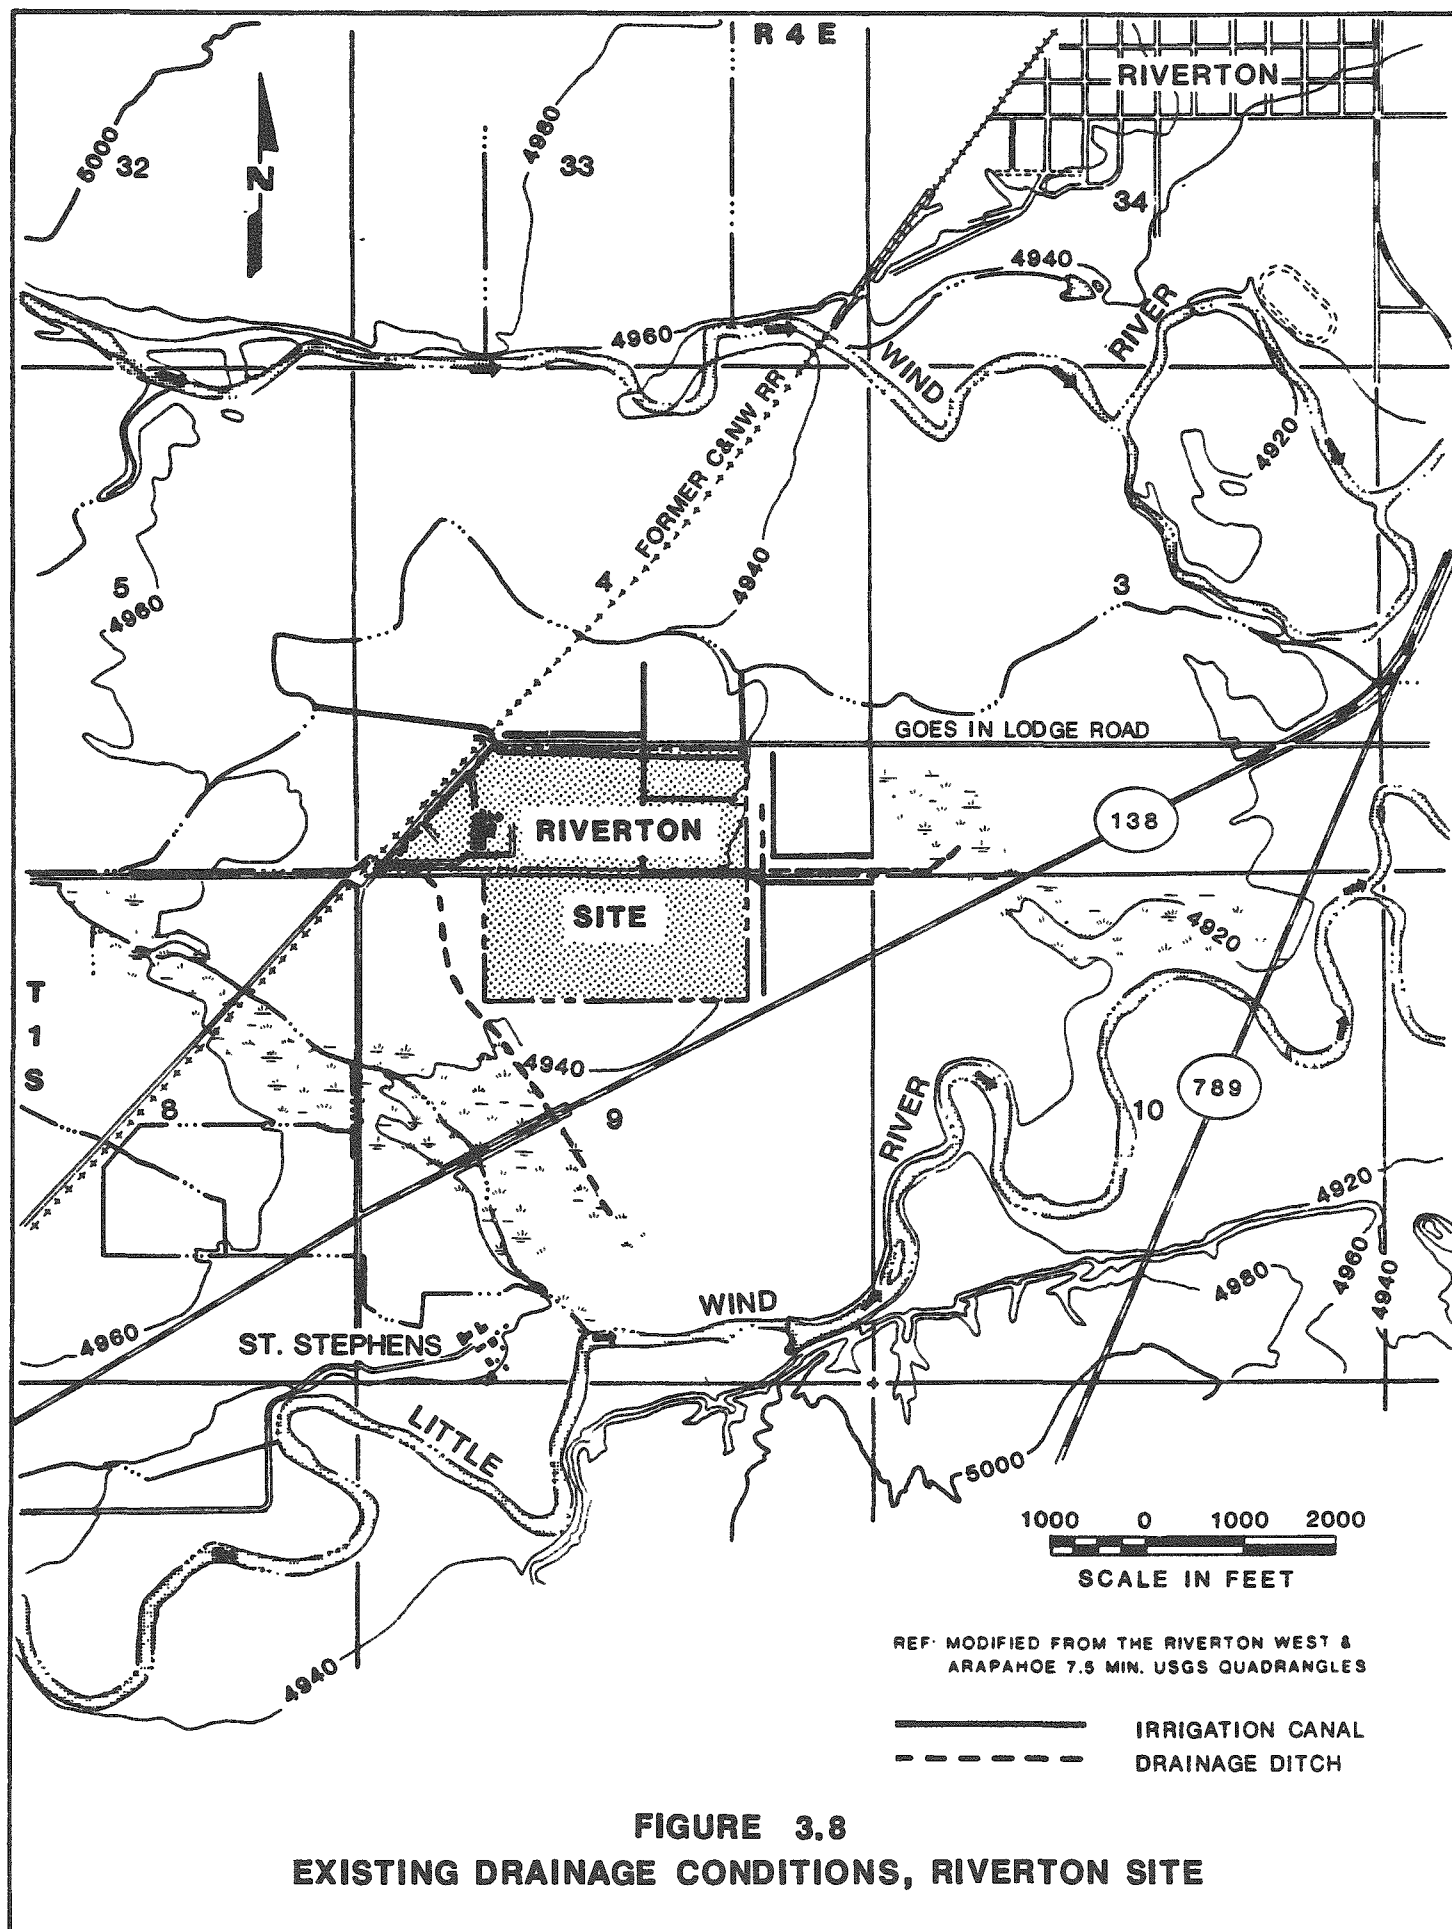 R 4 E
RIVERTON
5000
32
4980
33
34
N
4940
4960
WIND
RIVER
FORMER C&NW RR
4920
4940
5
4960
4
3
GOES IN LODGE ROAD
138
RIVERTON
SITE
4920
T
1
S
4940
8
9
10
789
RIVER
4920
4960
4980
4940
WIND
4960
ST. STEPHENS
LITTLE
5000
1000 0 1000 2000
SCALE IN FEET
4940
REF: MODIFIED FROM THE RIVERTON WEST &
ARAPAHOE 7.5 MIN. USGS QUADRANGLES
IRRIGATION CANAL
DRAINAGE DITCH
FIGURE 3.8
EXISTING DRAINAGE CONDITIONS, RIVERTON SITE